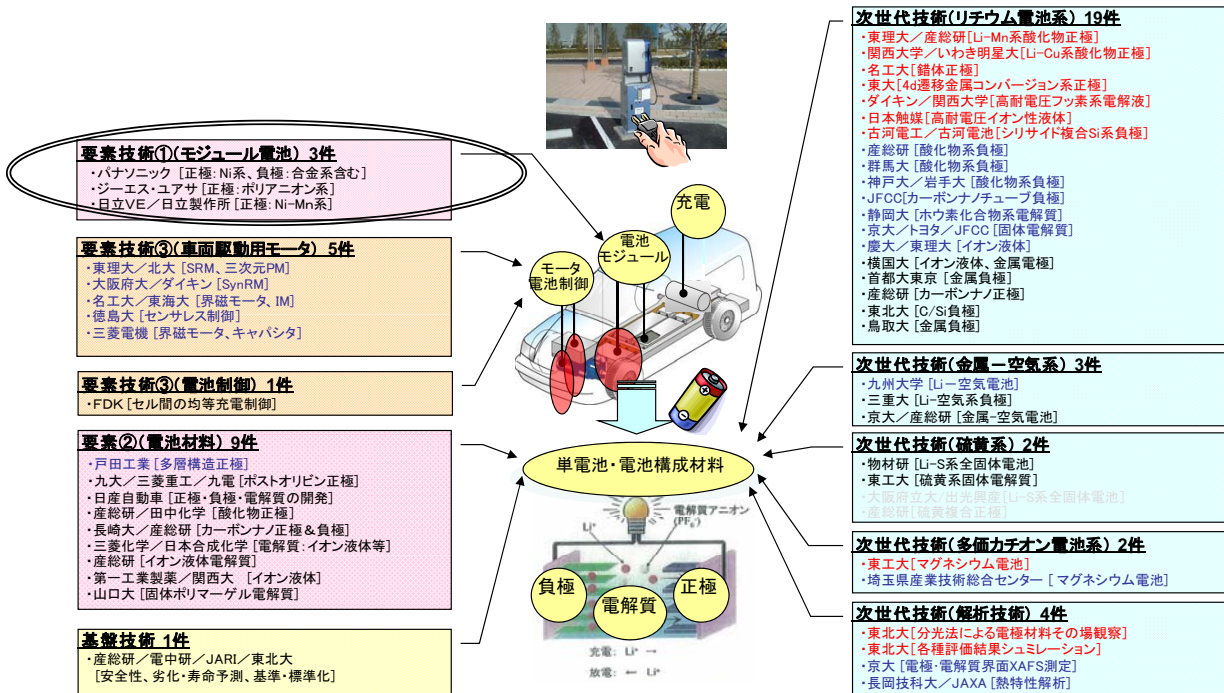 要素技術①(モジュール電池) 3件
・パナソニック [正極:Ni系、負極:合金系含む]
・ジーエス・ユアサ [正極:ポリアニオン系]
・日立VE/日立製作所 [正極:Ni-Mn系]
要素技術③(車両駆動用モータ) 5件
・東理大/北大 [SRM、三次元PM]
・大阪府大/ダイキン [SynRM]
・名工大/東海大 [界磁モータ、IM]
・徳島大 [センサレス制御]
・三菱電機 [界磁モータ、キャパシタ]
要素技術③(電池制御) 1件
・FDK [セル間の均等充電制御]
要素②(電池材料) 9件
・戸田工業 [多層構造正極]
・九大/三菱重工/九電 [ポストオリビン正極]
・日産自動車 [正極・負極・電解質の開発]
・産総研/田中化学 [酸化物正極]
・長崎大/産総研 [カーボンナノ正極&負極]
・三菱化学/日本合成化学 [電解質:イオン液体等]
・産総研 [イオン液体電解質]
・第一工業製薬/関西大 [イオン液体]
・山口大 [固体ポリマーゲル電解質]
基盤技術 1件
・産総研/電中研/JARI/東北大
[安全性、劣化・寿命予測、基準・標準化]
充電
電池
モジュール
モータ
電池制御
単電池・電池構成材料
電解質アニオン
(PF₆⁻)
Li⁺
負極
電解質
正極
充電: Li⁺ →
放電: ← Li⁺
次世代技術(リチウム電池系) 19件
・東理大/産総研[Li-Mn系酸化物正極]
・関西大学/いわき明星大[Li-Cu系酸化物正極]
・名工大[錯体正極]
・東大[4d遷移金属コンバージョン系正極]
・ダイキン/関西大学[高耐電圧フッ素系電解液]
・日本触媒[高耐電圧イオン性液体]
・古河電工/古河電池[シリサイド複合Si系負極]
・産総研 [酸化物系負極]
・群馬大 [酸化物系負極]
・神戸大/岩手大 [酸化物系負極]
・JFCC[カーボンナノチューブ負極]
・静岡大 [ホウ素化合物系電解質]
・京大/トヨタ/JFCC [固体電解質]
・慶大/東理大 [イオン液体]
・横国大 [イオン液体、金属電極]
・首都大東京 [金属負極]
・産総研 [カーボンナノ正極]
・東北大 [C/Si負極]
・鳥取大 [金属負極]
次世代技術(金属-空気系) 3件
・九州大学 [Li-空気電池]
・三重大 [Li-空気系負極]
・京大/産総研 [金属-空気電池]
次世代技術(硫黄系) 2件
・物材研 [Li-S系全固体電池]
・東工大 [硫黄系固体電解質]
・大阪府立大/出光興産[Li-S系全固体電池]
・産総研[硫黄複合正極]
次世代技術(多価カチオン電池系) 2件
・東工大[マグネシウム電池]
・埼玉県産業技術総合センター [ マグネシウム電池]
次世代技術(解析技術) 4件
・東北大[分光法による電極材料その場観察]
・東北大[各種評価結果シュミレーション]
・京大 [電極・電解質界面XAFS測定]
・長岡技科大/JAXA [熱特性解析]